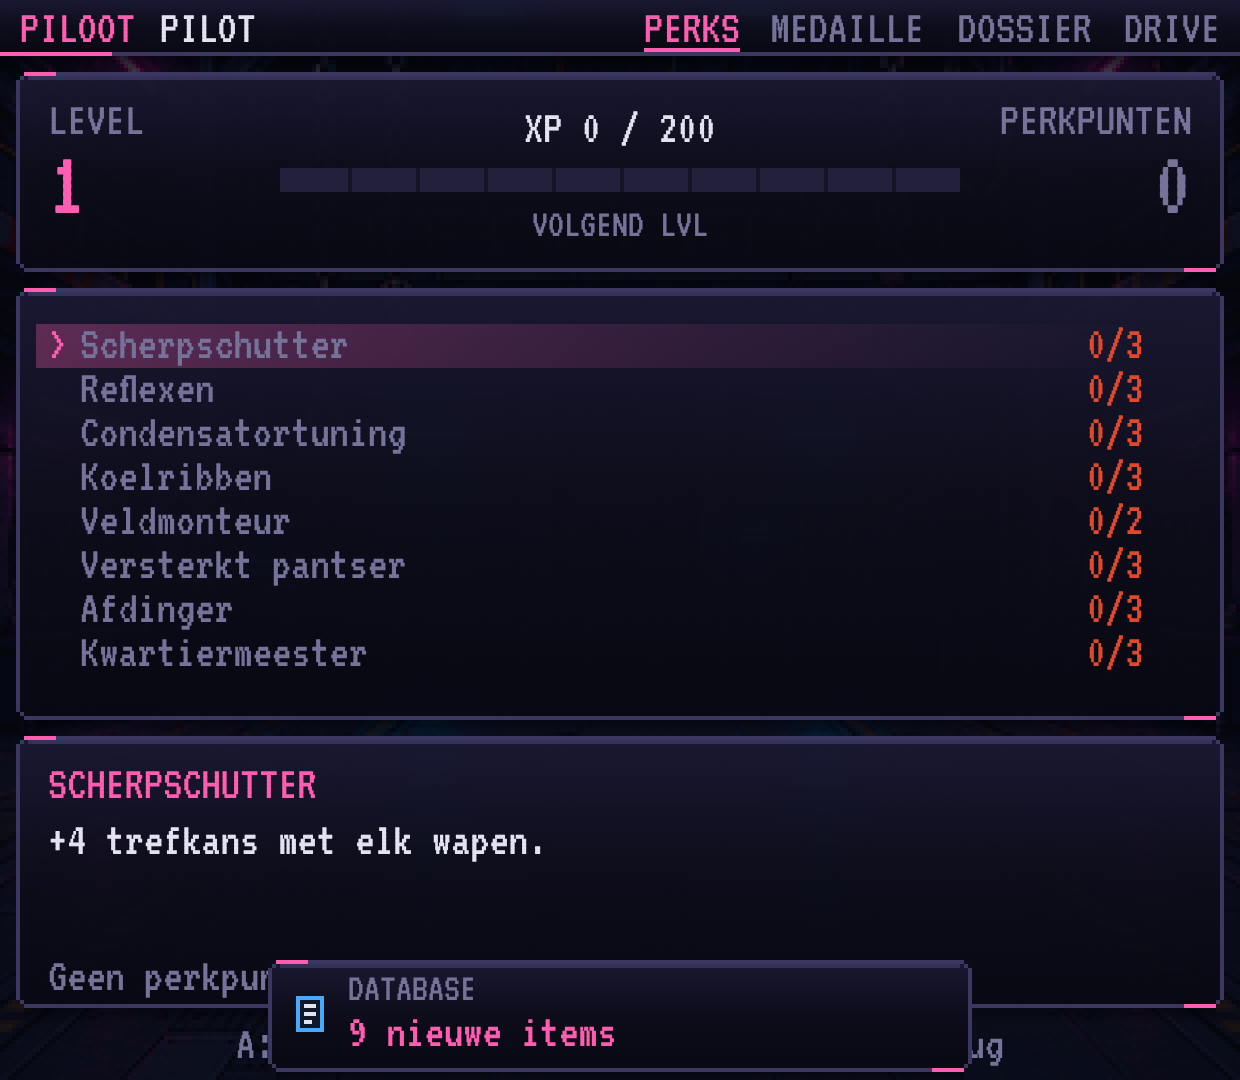 PILOOT PILOT PERKS MEDAILLE DOSSIER DRIVE
LEVEL XP 0 / 200 PERKPUNTEN
1 0
VOLGEND LVL
> Scherpschutter 0/3
Reflexen 0/3
Condensatortuning 0/3
Koelribben 0/3
Veldmonteur 0/2
Versterkt pantser 0/3
Afdinger 0/3
Kwartiermeester 0/3
SCHERPSCHUTTER
+4 trefkans met elk wapen.
Geen
DATABASE
9 nieuwe items
A: